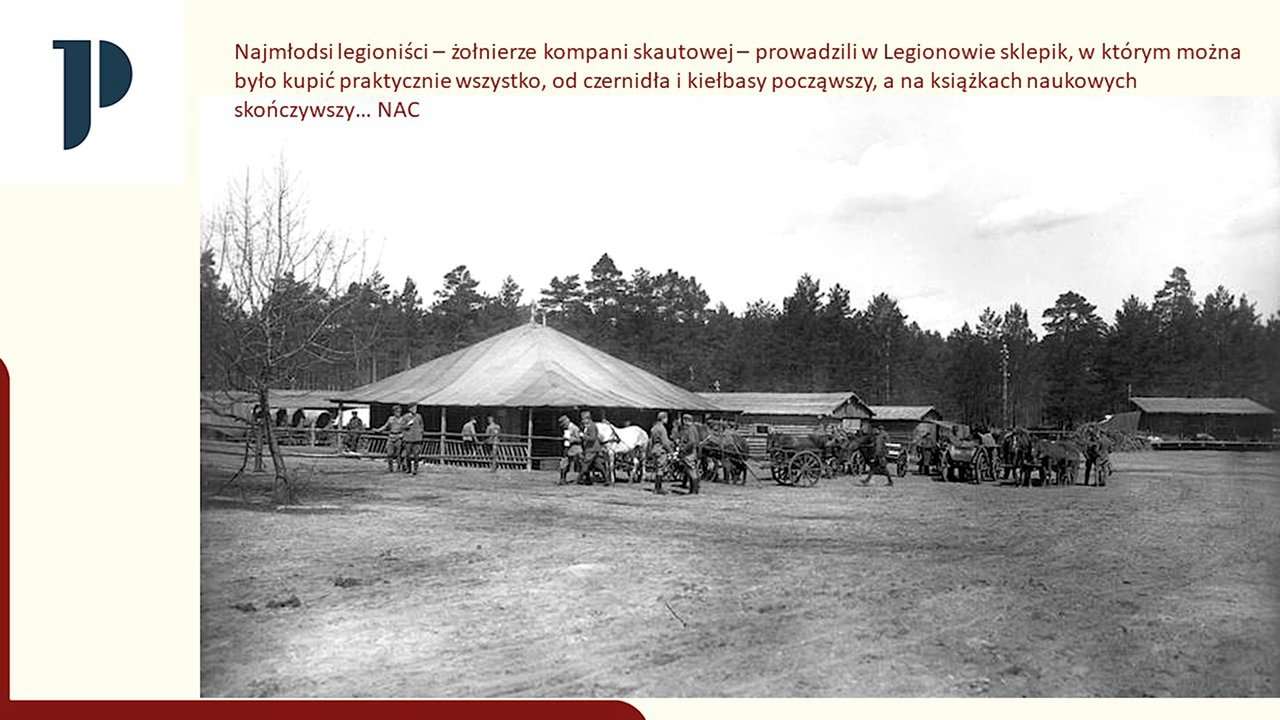 Najmłodsi legioniści – żołnierze kompani skautowej – prowadzili w Legionowie sklepik, w którym można
było kupić praktycznie wszystko, od czernidła i kiełbasy począwszy, a na książkach naukowych
skończywszy... NAC